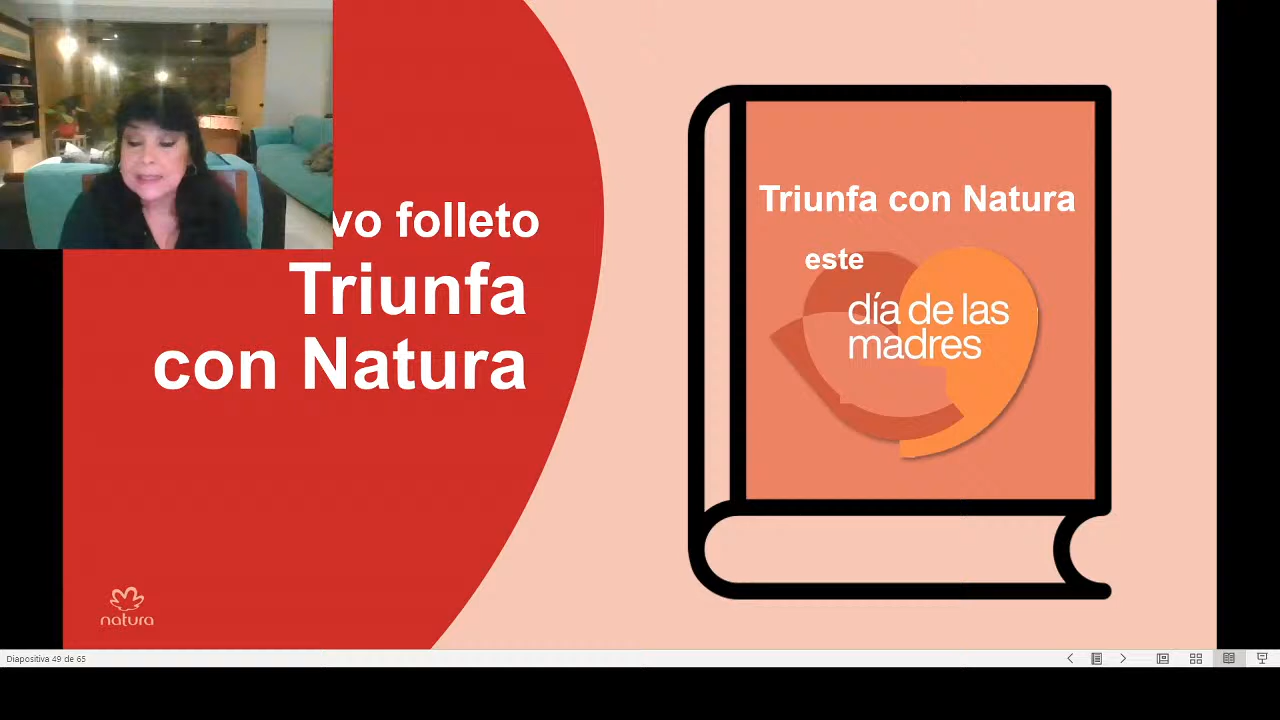 vo folleto
Triunfa
con Natura
Triunfa con Natura
este
día de las
madres
natura
Diapositiva 49 de 65